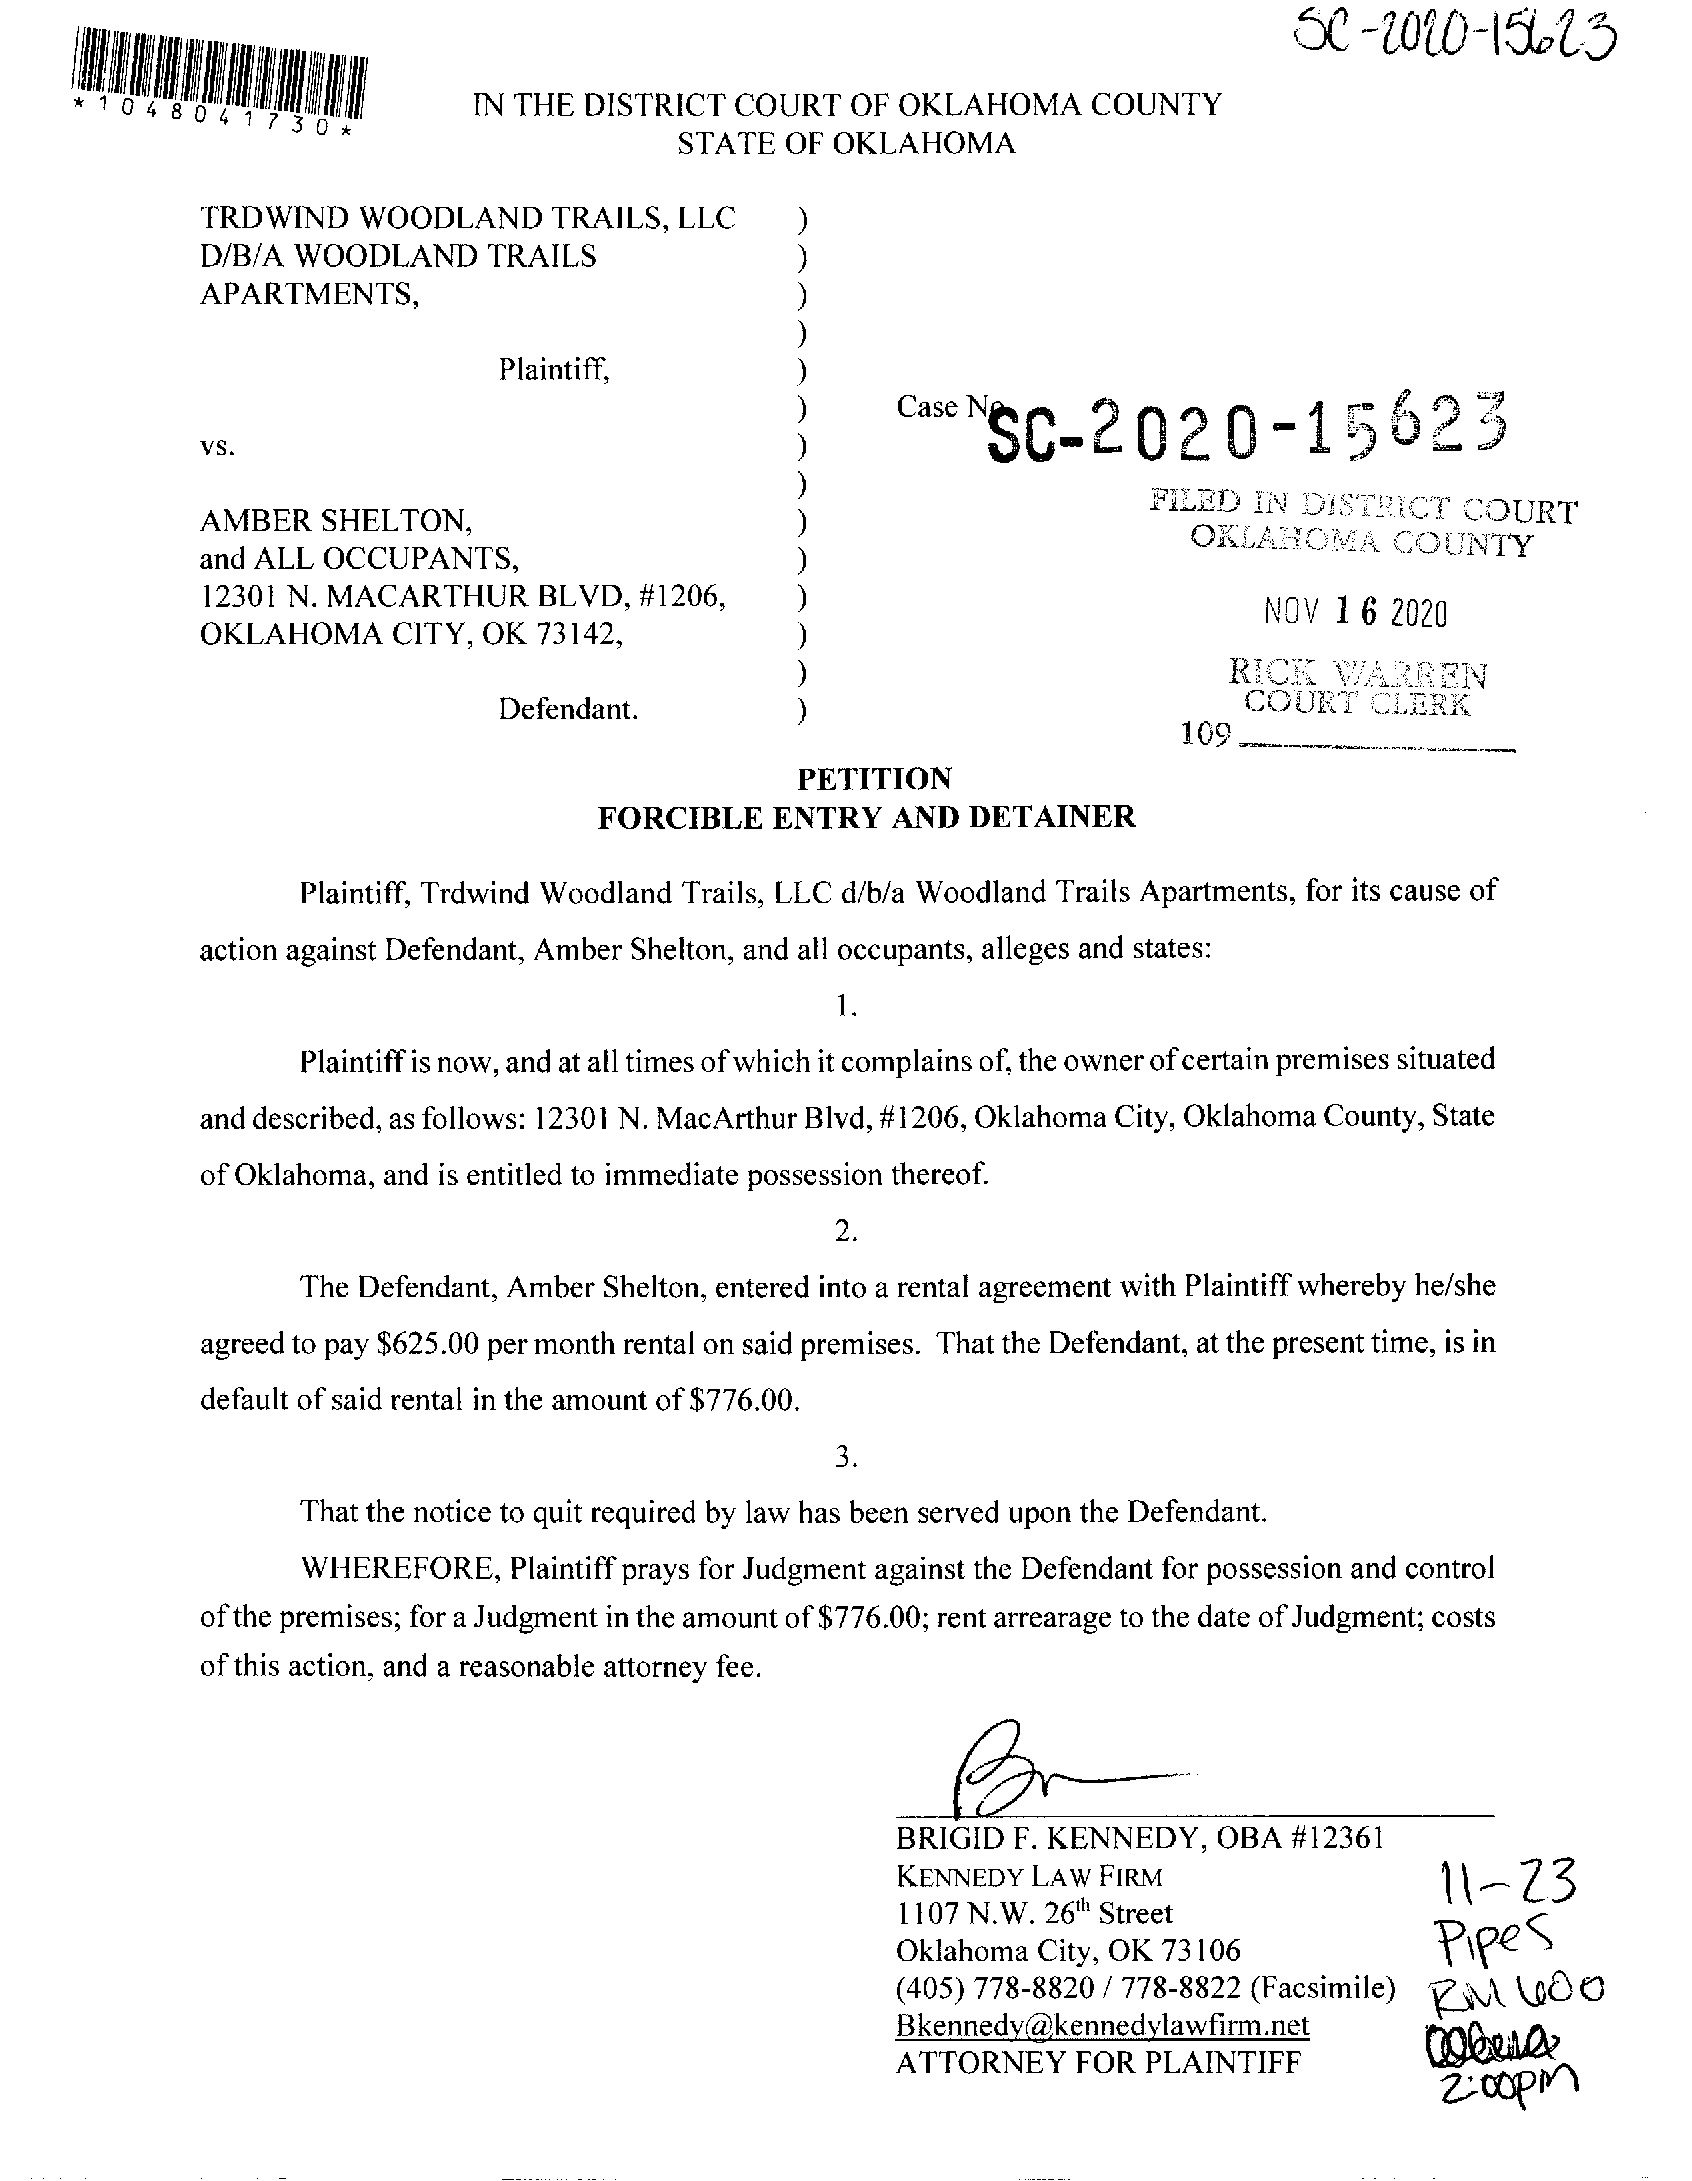 SC-2020-15623
*1048041730*
IN THE DISTRICT COURT OF OKLAHOMA COUNTY
STATE OF OKLAHOMA
TRDWIND WOODLAND TRAILS, LLC )
D/B/A WOODLAND TRAILS )
APARTMENTS, )
)
Plaintiff, )
) Case No. SC-2020-15623
vs. )
)
AMBER SHELTON, )
and ALL OCCUPANTS, )
12301 N. MACARTHUR BLVD, #1206, )
OKLAHOMA CITY, OK 73142, )
)
Defendant. )
FILED IN DISTRICT COURT
OKLAHOMA COUNTY
NOV 16 2020
RICK WARREN
COURT CLERK
109
PETITION
FORCIBLE ENTRY AND DETAINER
Plaintiff, Trdwind Woodland Trails, LLC d/b/a Woodland Trails Apartments, for its cause of
action against Defendant, Amber Shelton, and all occupants, alleges and states:
1.
Plaintiff is now, and at all times of which it complains of, the owner of certain premises situated
and described, as follows: 12301 N. MacArthur Blvd, #1206, Oklahoma City, Oklahoma County, State
of Oklahoma, and is entitled to immediate possession thereof.
2.
The Defendant, Amber Shelton, entered into a rental agreement with Plaintiff whereby he/she
agreed to pay $625.00 per month rental on said premises. That the Defendant, at the present time, is in
default of said rental in the amount of $776.00.
3.
That the notice to quit required by law has been served upon the Defendant.
WHEREFORE, Plaintiff prays for Judgment against the Defendant for possession and control
of the premises; for a Judgment in the amount of $776.00; rent arrearage to the date of Judgment; costs
of this action, and a reasonable attorney fee.
BRIGID F. KENNEDY, OBA #12361
KENNEDY LAW FIRM
1107 N.W. 26th Street
Oklahoma City, OK 73106
(405) 778-8820 / 778-8822 (Facsimile)
Bkennedy@kennedylawfirm.net
ATTORNEY FOR PLAINTIFF
11-23
Pipes
RM 600
2:00pm